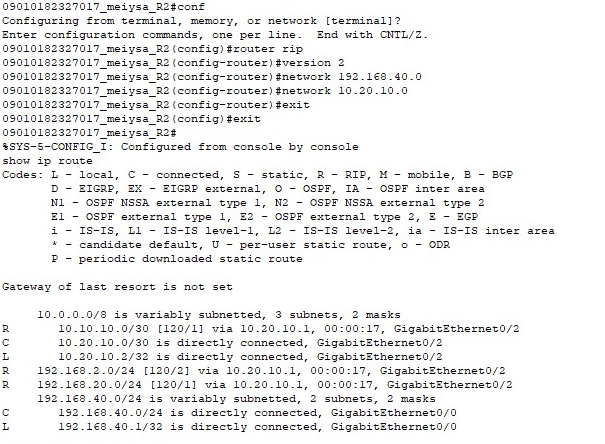 09010182327017_meiysa_R2#conf
Configuring from terminal, memory, or network [terminal]?
Enter configuration commands, one per line.  End with CNTL/Z.
09010182327017_meiysa_R2(config)#router rip
09010182327017_meiysa_R2(config-router)#version 2
09010182327017_meiysa_R2(config-router)#network 192.168.40.0
09010182327017_meiysa_R2(config-router)#network 10.20.10.0
09010182327017_meiysa_R2(config-router)#exit
09010182327017_meiysa_R2(config)#exit
09010182327017_meiysa_R2#
%SYS-5-CONFIG_I: Configured from console by console
show ip route
Codes: L - local, C - connected, S - static, R - RIP, M - mobile, B - BGP
       D - EIGRP, EX - EIGRP external, O - OSPF, IA - OSPF inter area
       N1 - OSPF NSSA external type 1, N2 - OSPF NSSA external type 2
       E1 - OSPF external type 1, E2 - OSPF external type 2, E - EGP
       i - IS-IS, L1 - IS-IS level-1, L2 - IS-IS level-2, ia - IS-IS inter area
       * - candidate default, U - per-user static route, o - ODR
       P - periodic downloaded static route
Gateway of last resort is not set
     10.0.0.0/8 is variably subnetted, 3 subnets, 2 masks
R       10.10.10.0/30 [120/1] via 10.20.10.1, 00:00:17, GigabitEthernet0/2
C       10.20.10.0/30 is directly connected, GigabitEthernet0/2
L       10.20.10.2/32 is directly connected, GigabitEthernet0/2
R    192.168.2.0/24 [120/2] via 10.20.10.1, 00:00:17, GigabitEthernet0/2
R    192.168.20.0/24 [120/1] via 10.20.10.1, 00:00:17, GigabitEthernet0/2
     192.168.40.0/24 is variably subnetted, 2 subnets, 2 masks
C       192.168.40.0/24 is directly connected, GigabitEthernet0/0
L       192.168.40.1/32 is directly connected, GigabitEthernet0/0